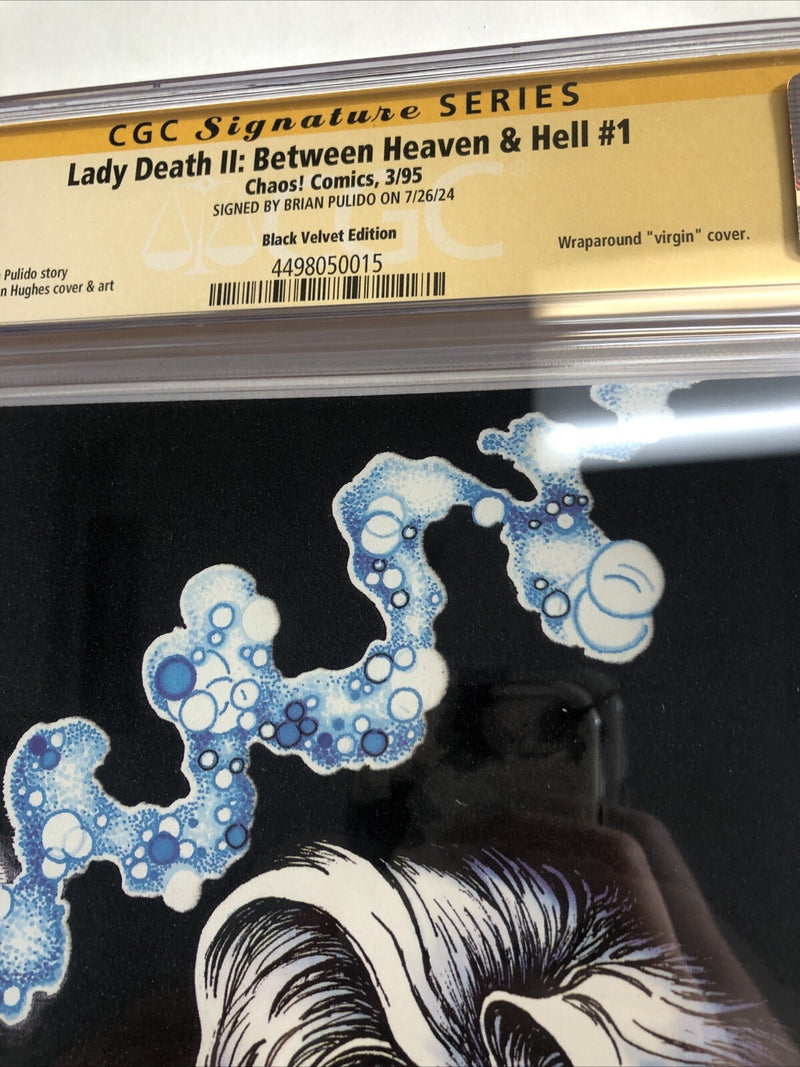 CGC Signature SERIES
Lady Death II: Between Heaven & Hell #1
Chaos! Comics, 3/95
SIGNED BY BRIAN PULIDO ON 7/26/24
Black Velvet Edition
Wraparound "virgin" cover.
Pulido story
n Hughes cover & art
4498050015
CGC